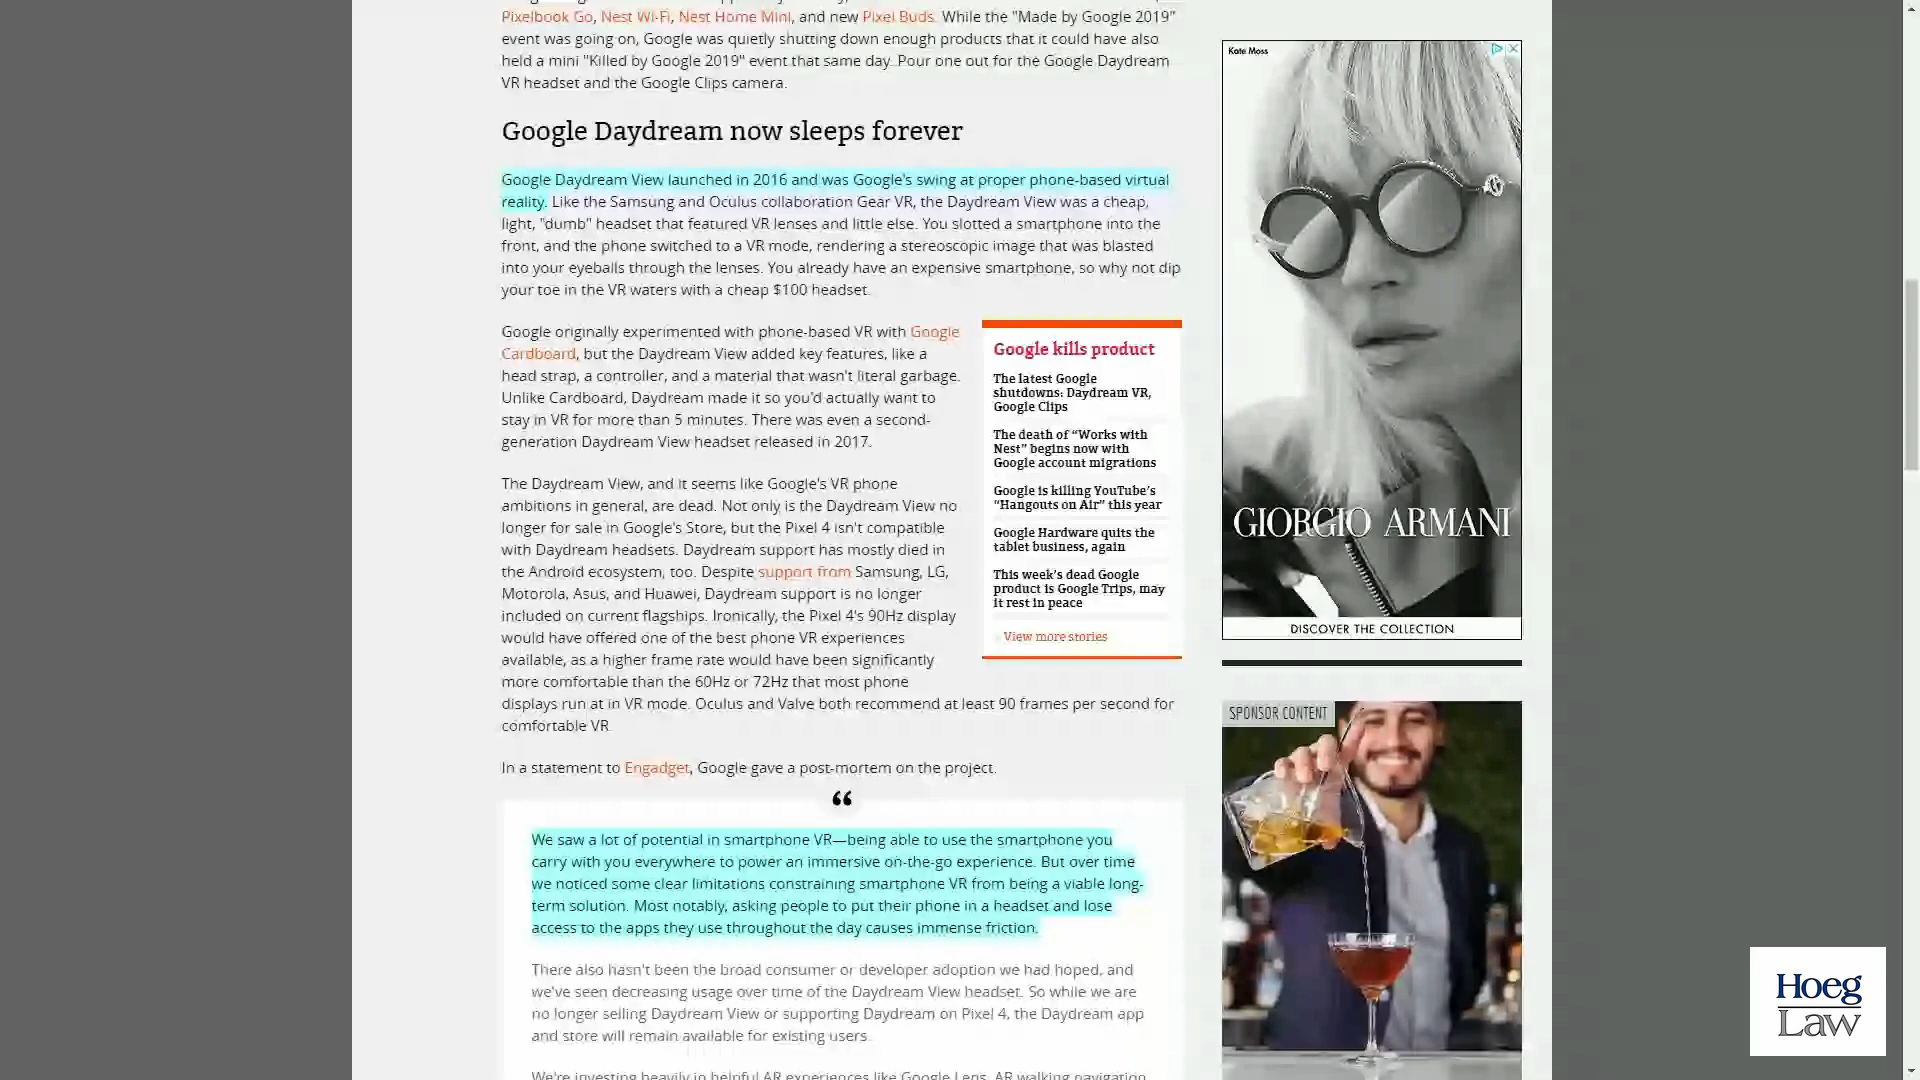 Pixelbook Go, Nest Wi-Fi, Nest Home Mini, and new Pixel Buds. While the "Made by Google 2019"
event was going on, Google was quietly shutting down enough products that it could have also
held a mini "Killed by Google 2019" event that same day. Pour one out for the Google Daydream
VR headset and the Google Clips camera.
Google Daydream now sleeps forever
Google Daydream View launched in 2016 and was Google's swing at proper phone-based virtual
reality. Like the Samsung and Oculus collaboration Gear VR, the Daydream View was a cheap,
light, "dumb" headset that featured VR lenses and little else. You slotted a smartphone into the
front, and the phone switched to a VR mode, rendering a stereoscopic image that was blasted
into your eyeballs through the lenses. You already have an expensive smartphone, so why not dip
your toe in the VR waters with a cheap $100 headset.
Google originally experimented with phone-based VR with Google
Cardboard, but the Daydream View added key features, like a
head strap, a controller, and a material that wasn't literal garbage.
Unlike Cardboard, Daydream made it so you'd actually want to
stay in VR for more than 5 minutes. There was even a second-
generation Daydream View headset released in 2017.
The Daydream View, and it seems like Google's VR phone
ambitions in general, are dead. Not only is the Daydream View no
longer for sale in Google's Store, but the Pixel 4 isn't compatible
with Daydream headsets. Daydream support has mostly died in
the Android ecosystem, too. Despite support from Samsung, LG,
Motorola, Asus, and Huawei, Daydream support is no longer
included on current flagships. Ironically, the Pixel 4's 90Hz display
would have offered one of the best phone VR experiences
available, as a higher frame rate would have been significantly
more comfortable than the 60Hz or 72Hz that most phone
displays run at in VR mode. Oculus and Valve both recommend at least 90 frames per second for
comfortable VR.
In a statement to Engadget, Google gave a post-mortem on the project.
“
We saw a lot of potential in smartphone VR—being able to use the smartphone you
carry with you everywhere to power an immersive on-the-go experience. But over time
we noticed some clear limitations constraining smartphone VR from being a viable long-
term solution. Most notably, asking people to put their phone in a headset and lose
access to the apps they use throughout the day causes immense friction.
There also hasn't been the broad consumer or developer adoption we had hoped, and
we've seen decreasing usage over time of the Daydream View headset. So while we are
no longer selling Daydream View or supporting Daydream on Pixel 4, the Daydream app
and store will remain available for existing users.
We're investing heavily in helpful AR experiences like Google Lens, AR walking navigation
Google kills product
The latest Google
shutdowns: Daydream VR,
Google Clips
The death of “Works with
Nest” begins now with
Google account migrations
Google is killing YouTube’s
“Hangouts on Air” this year
Google Hardware quits the
tablet business, again
This week’s dead Google
product is Google Trips, may
it rest in peace
View more stories
Kate Moss
GIORGIO ARMANI
DISCOVER THE COLLECTION
SPONSOR CONTENT
Hoeg
Law